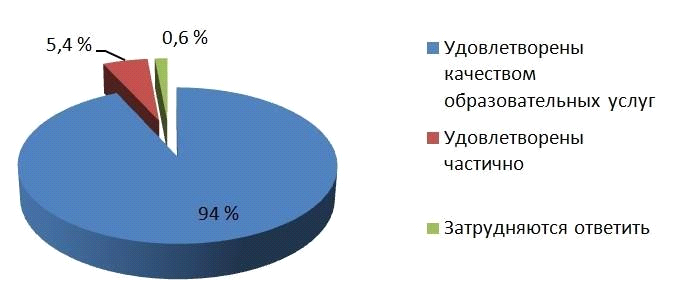 5,4 %
0,6 %
94 %
Удовлетворены
качеством
образовательных услуг
Удовлетворены
частично
Затрудняются ответить